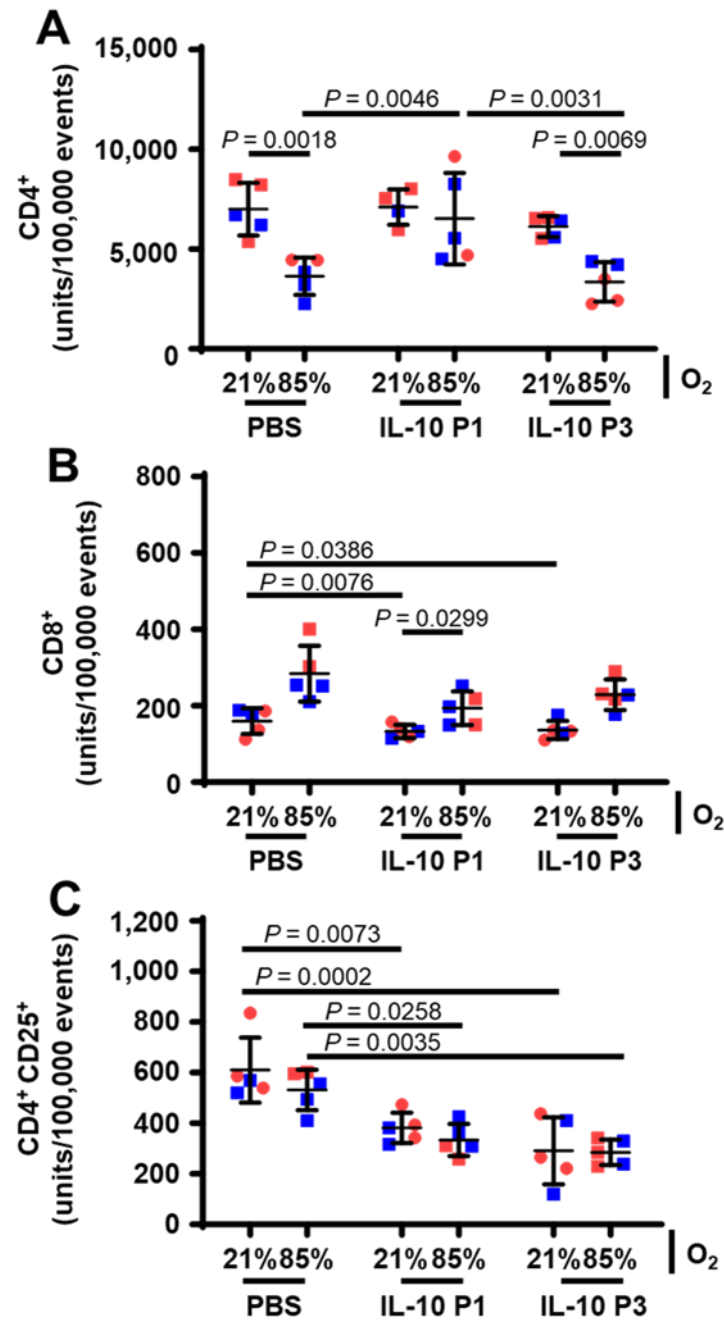 A
15,000
P = 0.0046 P = 0.0031
P = 0.0018 P = 0.0069
10,000
CD4+
(units/100,000 events)
5,000
0
21% 85% 21% 85% 21% 85% O2
PBS IL-10 P1 IL-10 P3
B
800
600
P = 0.0386
P = 0.0076
P = 0.0299
CD8+
(units/100,000 events)
400
200
0
21% 85% 21% 85% 21% 85% O2
PBS IL-10 P1 IL-10 P3
C
1,200
P = 0.0073
1,000
P = 0.0002
P = 0.0258
800
P = 0.0035
CD4+ CD25+
(units/100,000 events)
600
400
200
0
21% 85% 21% 85% 21% 85% O2
PBS IL-10 P1 IL-10 P3